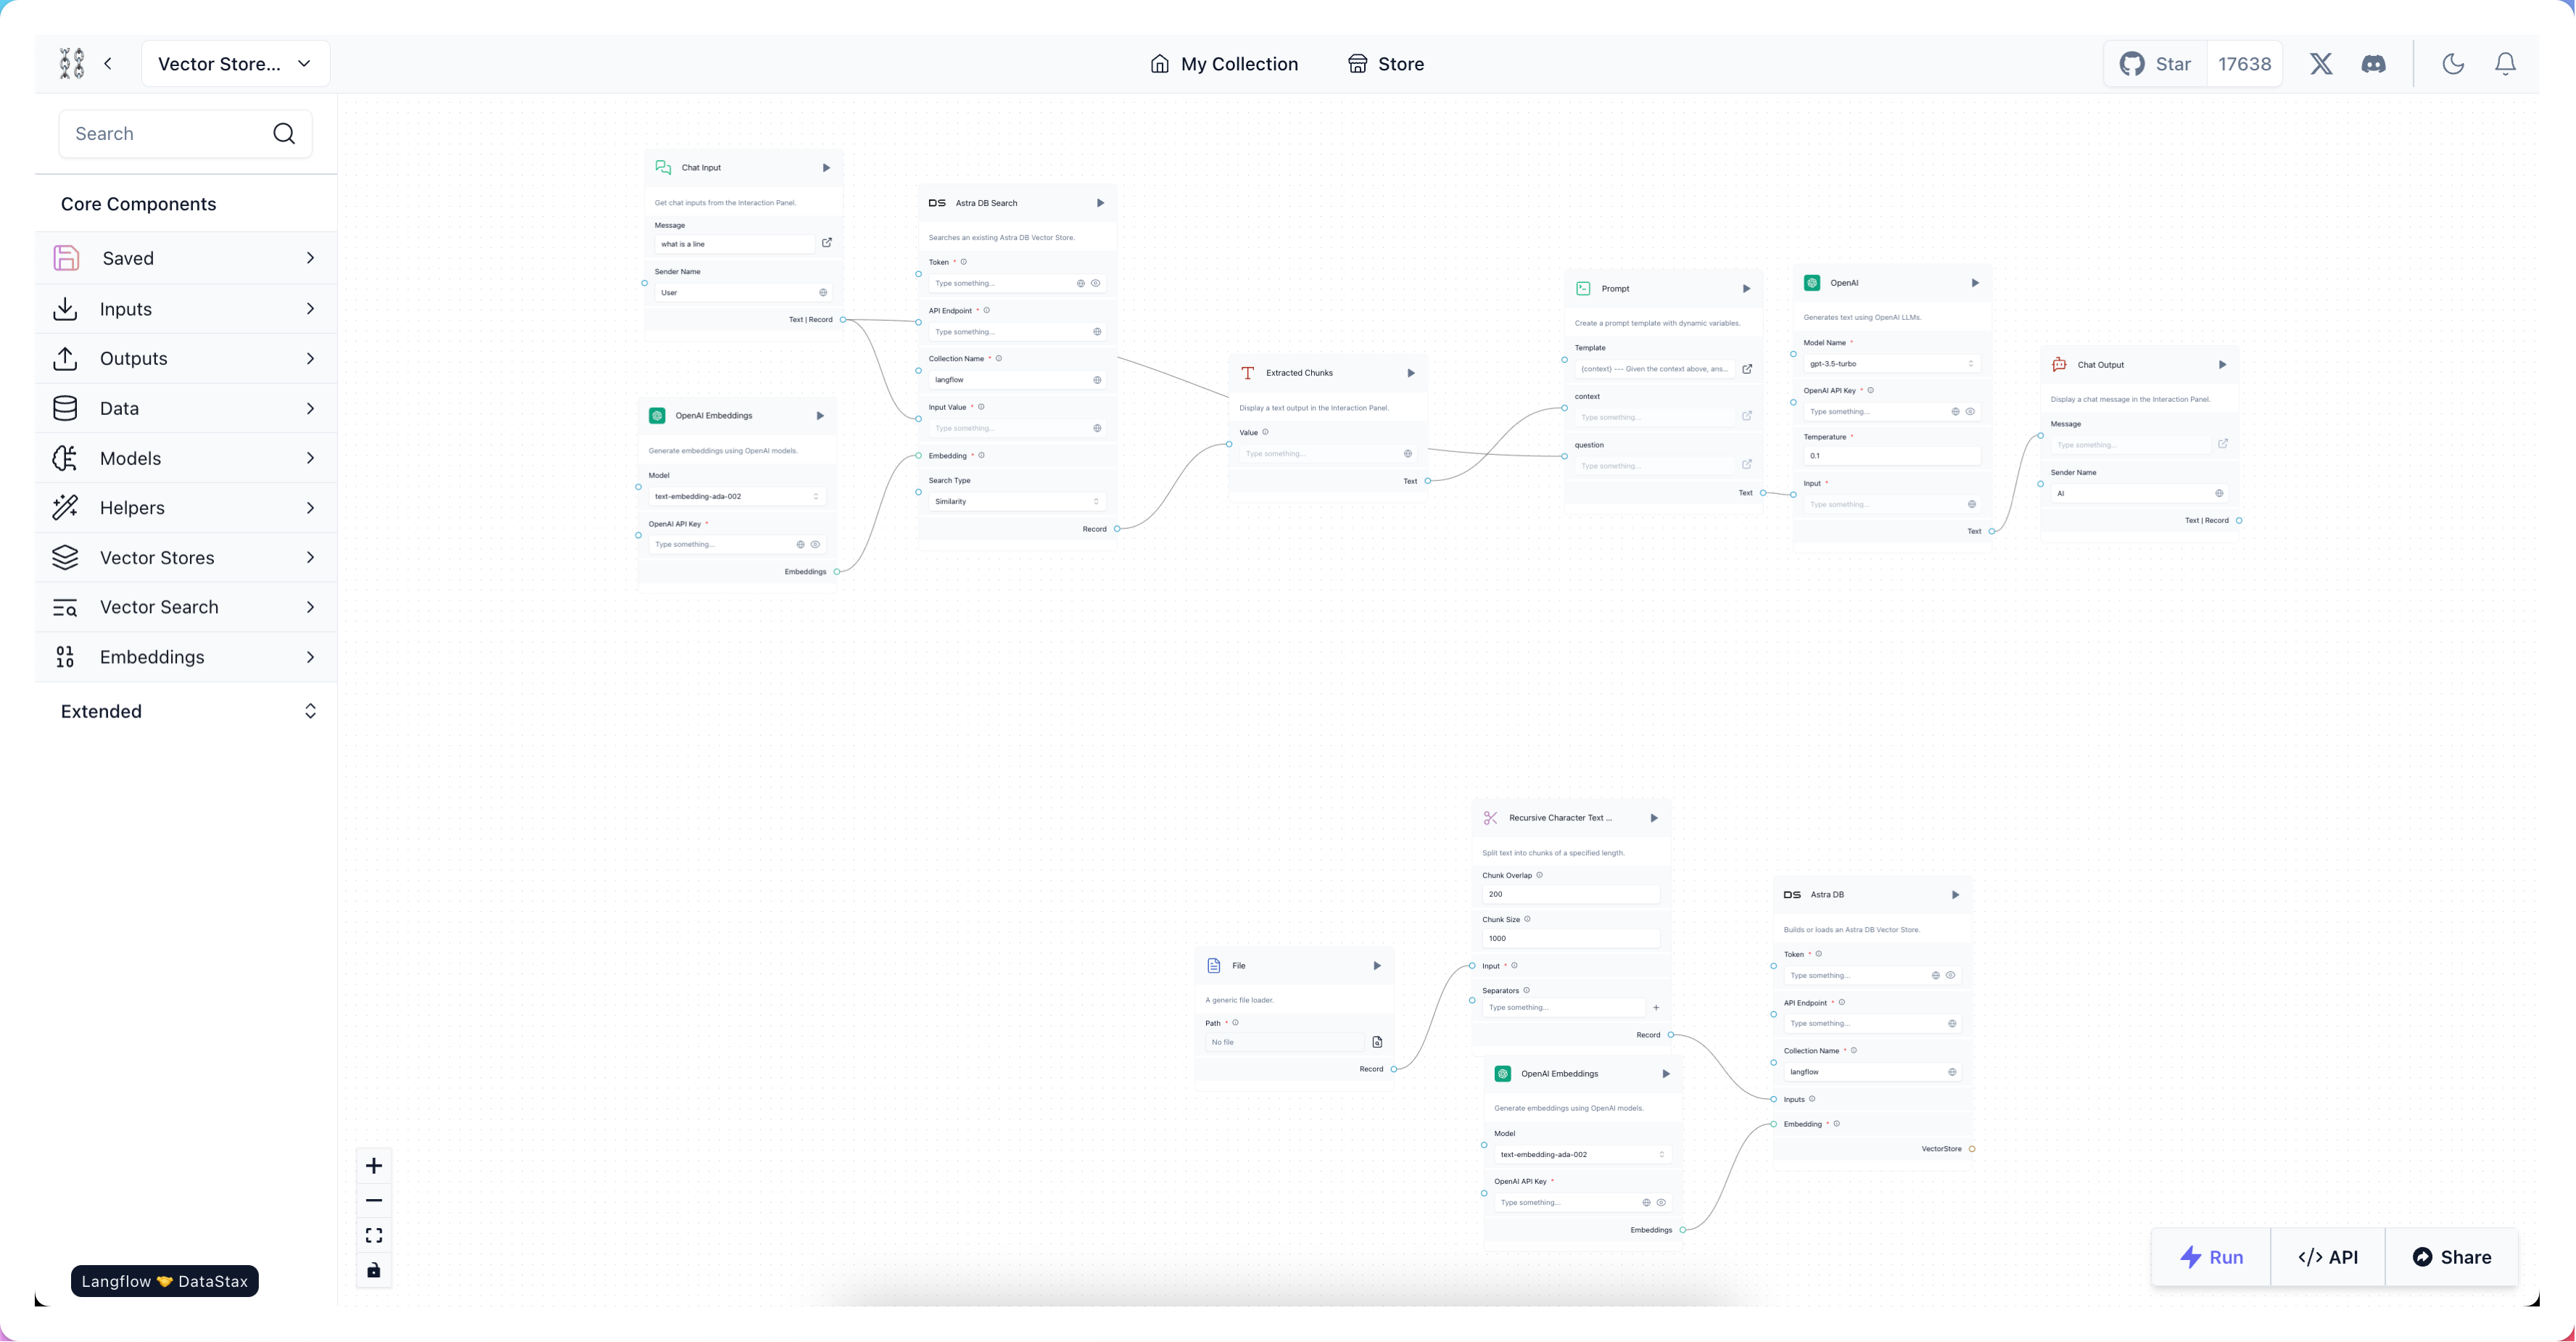 Vector Store...
My Collection
Store
Star
17638
Search
Core Components
Saved
Inputs
Outputs
Data
Models
Helpers
Vector Stores
Vector Search
Embeddings
Extended
Langflow 🤝 DataStax
Chat Input
Get chat inputs from the Interaction Panel.
Message
what is a line
Sender Name
User
Text | Record
OpenAI Embeddings
Generate embeddings using OpenAI models.
Model
text-embedding-ada-002
OpenAI API Key *
Type something...
Embeddings
DS Astra DB Search
Searches an existing Astra DB Vector Store.
Token *
Type something...
API Endpoint *
Type something...
Collection Name *
langflow
Input Value *
Type something...
Embedding *
Search Type
Similarity
Record
Extracted Chunks
Display a text output in the Interaction Panel.
Value
Type something...
Text
Prompt
Create a prompt template with dynamic variables.
Template
{context} --- Given the context above, ans...
context
Type something...
question
Type something...
Text
OpenAI
Generates text using OpenAI LLMs.
Model Name *
gpt-3.5-turbo
OpenAI API Key *
Type something...
Temperature *
0.1
Input *
Type something...
Text
Chat Output
Display a chat message in the Interaction Panel.
Message
Type something...
Sender Name
AI
Text | Record
File
A generic file loader.
Path *
No file
Record
Recursive Character Text ...
Split text into chunks of a specified length.
Chunk Overlap
200
Chunk Size
1000
Input *
Separators
Type something...
Record
OpenAI Embeddings
Generate embeddings using OpenAI models.
Model
text-embedding-ada-002
OpenAI API Key *
Type something...
Embeddings
DS Astra DB
Builds or loads an Astra DB Vector Store.
Token *
Type something...
API Endpoint *
Type something...
Collection Name *
langflow
Inputs
Embedding *
VectorStore
Run
</> API
Share